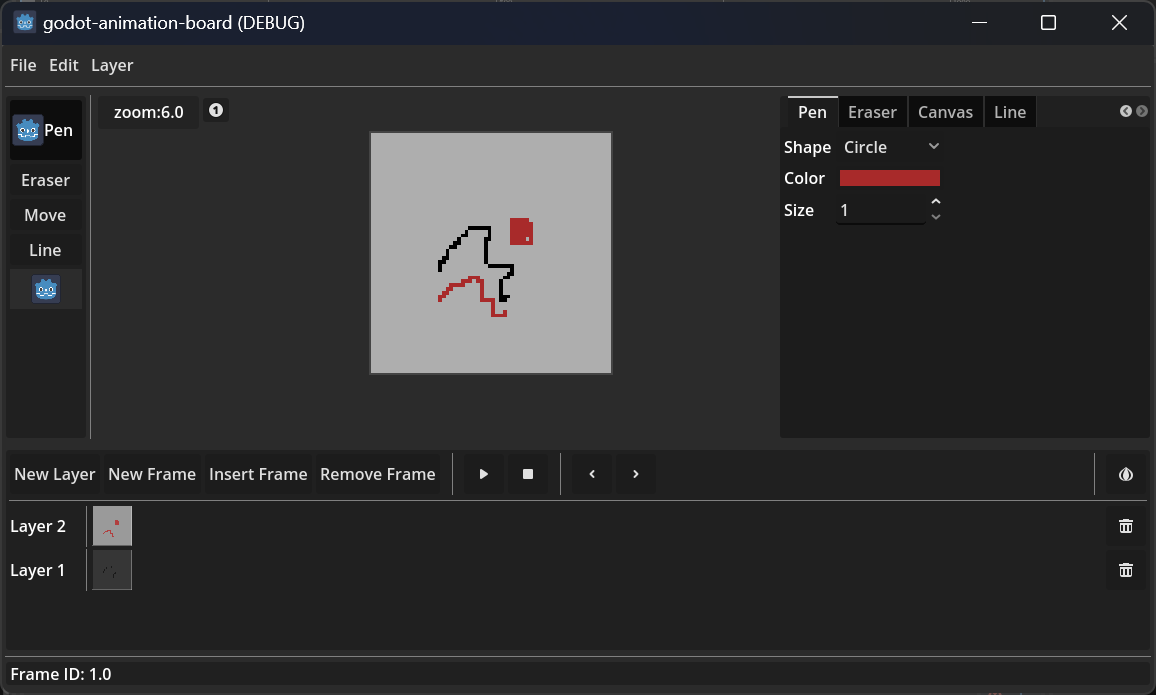 godot-animation-board (DEBUG)
File Edit Layer
Pen
Eraser
Move
Line
zoom:6.0
1
Pen Eraser Canvas Line
Shape Circle
Color
Size 1
New Layer New Frame Insert Frame Remove Frame
Layer 2
Layer 1
Frame ID: 1.0